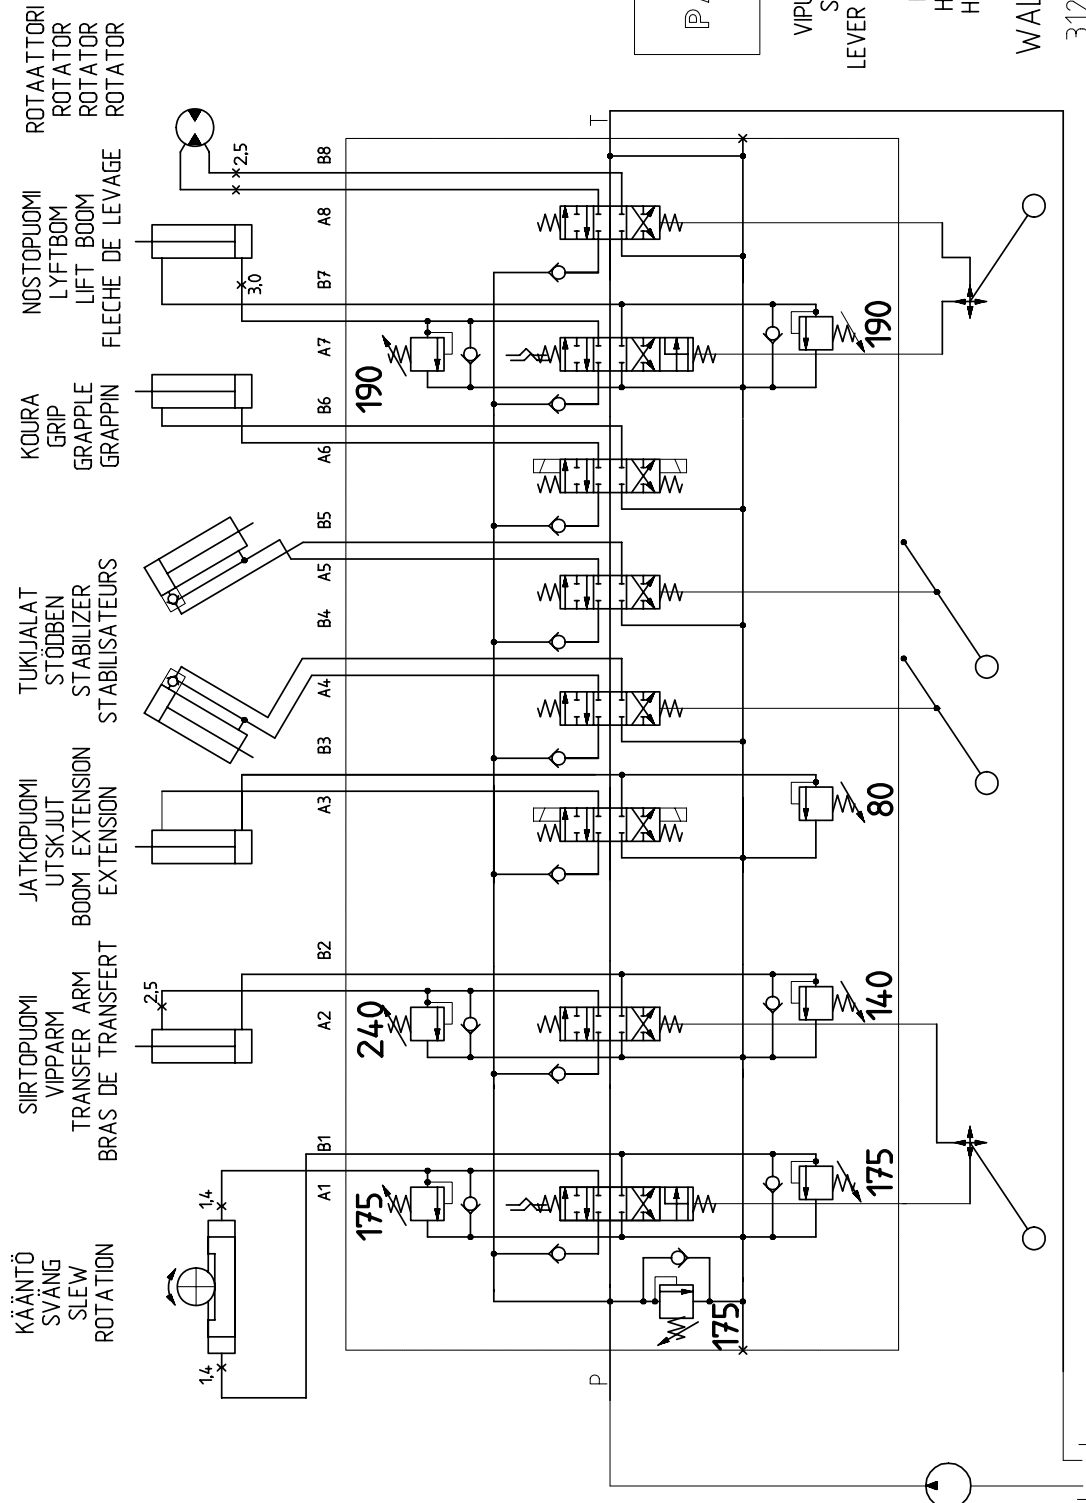 ROTAATTORI
ROTATOR
ROTATOR
ROTATOR
NOSTOPUOMI
LYFTBOM
LIFT BOOM
FLECHE DE LEVAGE
KOURA
GRIP
GRAPPLE
GRAPPIN
TUKIJALAT
STÖDBEN
STABILIZER
STABILISATEURS
JATKOPUOMI
UTSKJUT
BOOM EXTENSION
EXTENSION
SIIRTOPUOMI
VIPPARM
TRANSFER ARM
BRAS DE TRANSFERT
KÄÄNTÖ
SVÄNG
SLEW
ROTATION
2,5
3,0
2,5
1,4
1,4
B8
A8
B7
A7
B6
A6
B5
A5
B4
A4
B3
A3
B2
A2
B1
A1
T
P
190
190
80
240
140
175
175
175
VIPU
LEVER
WAL
312